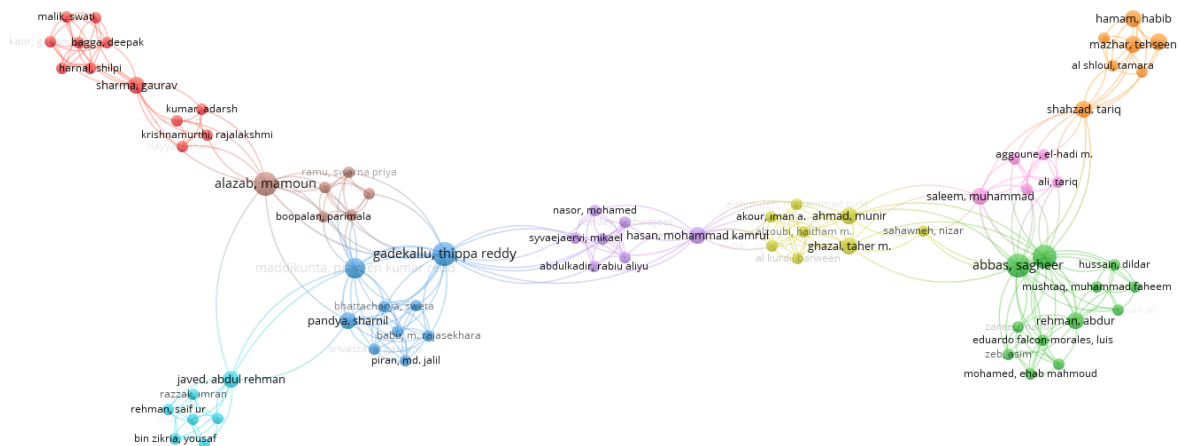 malik, swati
bagga, deepak
harnal, shilpi
sharma, gaurav
kumar, adarsh
krishnamurthi, rajalakshmi
ramu, swarna priya
alazab, mamoun
boopalan, parimala
gadekallu, thippa reddy
maddikunta, praveen kumar redd
bhattacharya, sweta
pandya, sharnil
babu, m. rajasekhara
piran, md. jalil
javed, abdul rehman
razzak, imran
rehman, saif ur
bin zikria, yousaf
nasor, mohamed
syvaejaervi, mikael
hasan, mohammad kamrul
abdulkadir, rabiu aliyu
akour, iman a.
ahmad, munir
ghazal, taher m.
al kurdi, barween
sahawneh, nizar
hamam, habib
mazhar, tehseen
al shloul, tamara
shahzad, tariq
aggoune, el-hadi m.
ali, tariq
saleem, muhammad
abbas, sagheer
hussain, dildar
mushtaq, muhammad faheem
rehman, abdur
eduardo falcon-morales, luis
zeb, asim
mohamed, ehab mahmoud